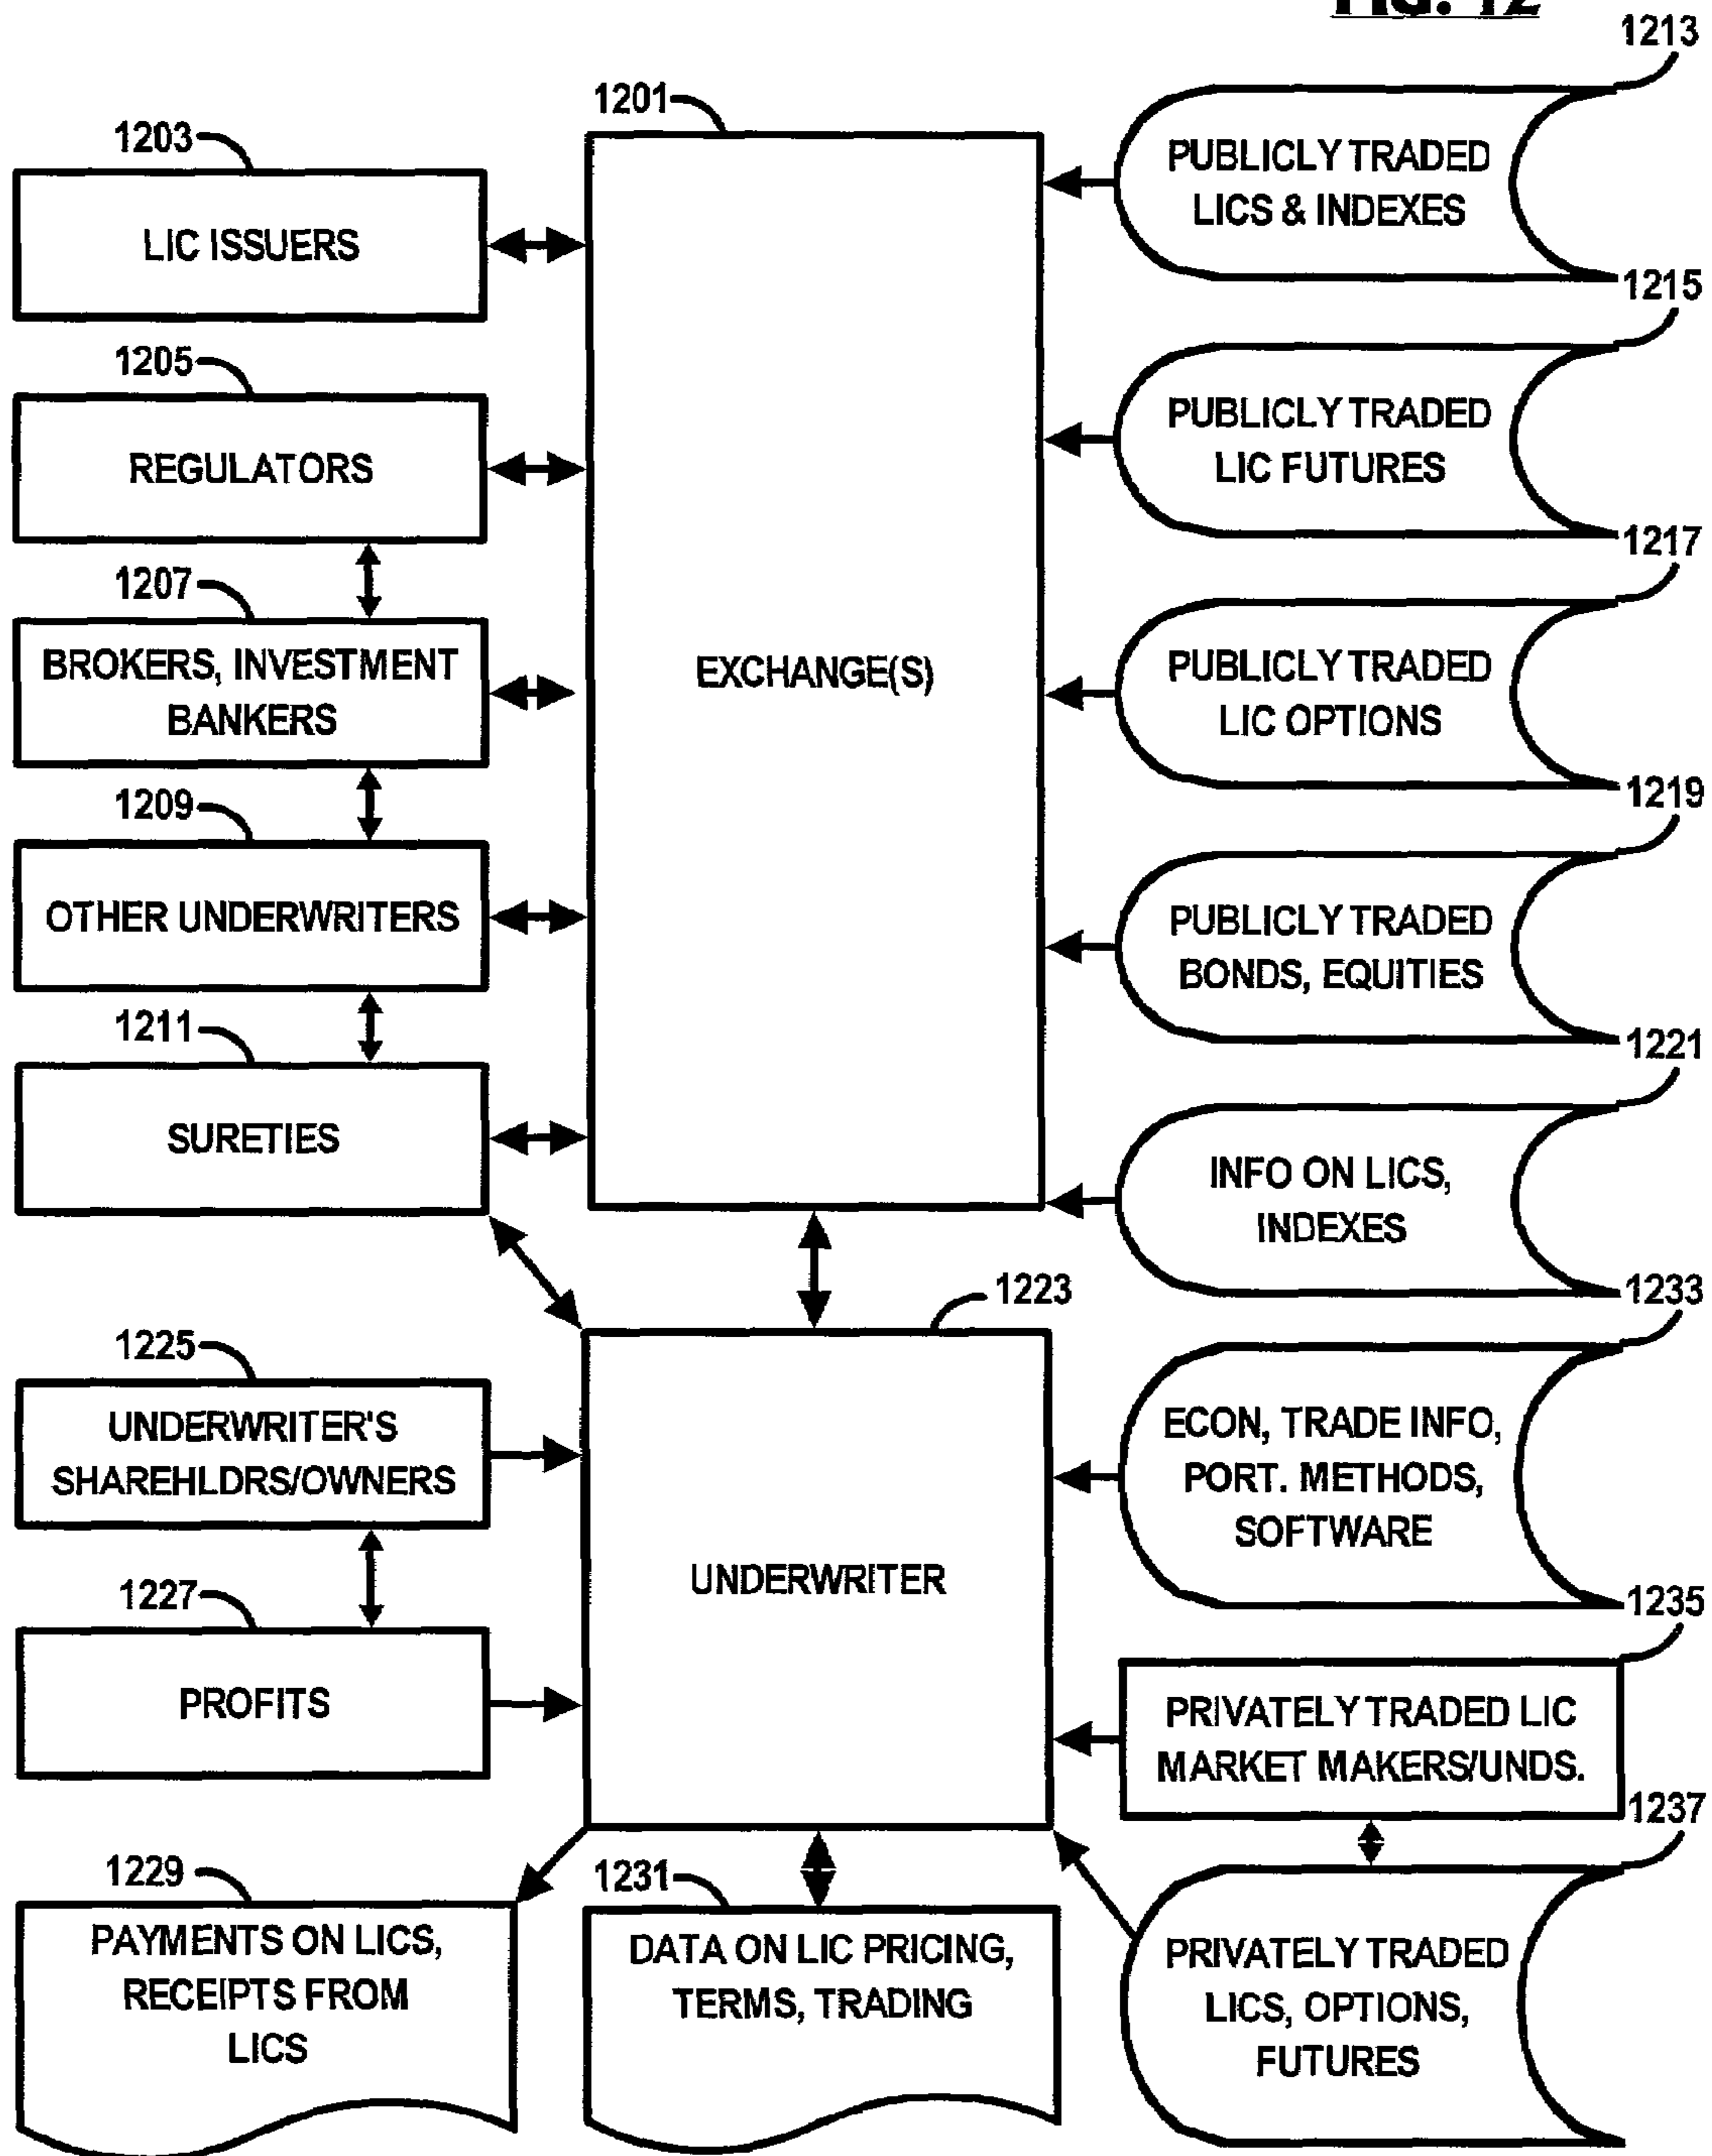 FIG. 12
1213
1201
1203
PUBLICLY TRADED
LICS & INDEXES
LIC ISSUERS
1215
1205
PUBLICLY TRADED
LIC FUTURES
REGULATORS
1217
1207
BROKERS, INVESTMENT
BANKERS
EXCHANGE(S)
PUBLICLY TRADED
LIC OPTIONS
1219
1209
OTHER UNDERWRITERS
PUBLICLY TRADED
BONDS, EQUITIES
1211
1221
SURETIES
INFO ON LICS,
INDEXES
1223
1233
1225
UNDERWRITER'S
SHAREHLDRS/OWNERS
ECON, TRADE INFO,
PORT. METHODS,
SOFTWARE
UNDERWRITER
1227
1235
PROFITS
PRIVATELY TRADED LIC
MARKET MAKERS/UNDS.
1237
1229
1231
PAYMENTS ON LICS,
RECEIPTS FROM
LICS
DATA ON LIC PRICING,
TERMS, TRADING
PRIVATELY TRADED
LICS, OPTIONS,
FUTURES